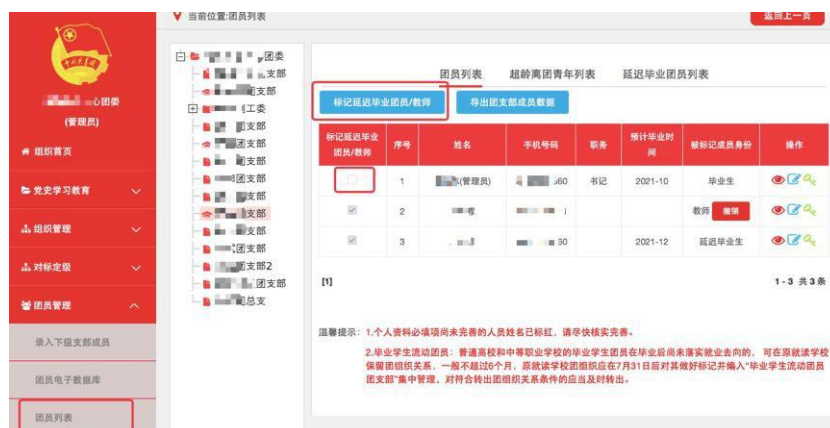 当前位置:团员列表
返回上一页
团委
支部
支部
工委
支部
团支部
支部
团支部
支部
支部
支部
团支部
团支部2
团支部
总支
心团委
(管理员)
组织首页
党史学习教育
组织管理
对标定级
团员管理
录入下级支部成员
团员电子数据库
团员列表
团员列表 超龄离团青年列表 延迟毕业团员列表
标记延迟毕业团员/教师 导出团支部成员数据
标记延迟毕业团员/教师 序号 姓名 手机号码 职务 预计毕业时间 被标记成员身份 操作
1 (管理员) 60 书记 2021-10 毕业生
2 教师 撤销
3 50 2021-12 延迟毕业生
[1] 1-3 共3条
温馨提示: 1.个人资料必填项尚未完善的人员姓名已标红,请尽快核实完善。
2.毕业学生流动团员:普通高校和中等职业学校的毕业学生团员在毕业后尚未落实就业去向的,可在原就读学校
保留团组织关系,一般不超过6个月,原就读学校团组织应在7月31日后对其做好标记并编入"毕业学生流动团员
团支部"集中管理,对符合转出团组织关系条件的应当及时转出。